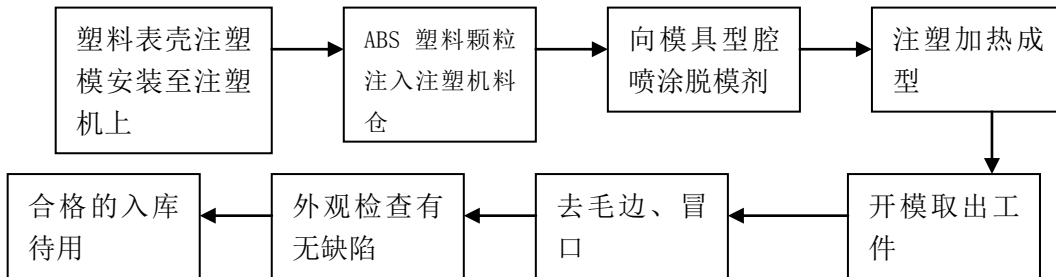 塑料表壳注塑
模安装至注塑
机上
ABS 塑料颗粒
注入注塑机料
仓
向模具型腔
喷涂脱模剂
注塑加热成
型
开模取出工
件
去毛边、冒
口
外观检查有
无缺陷
合格的入库
待用